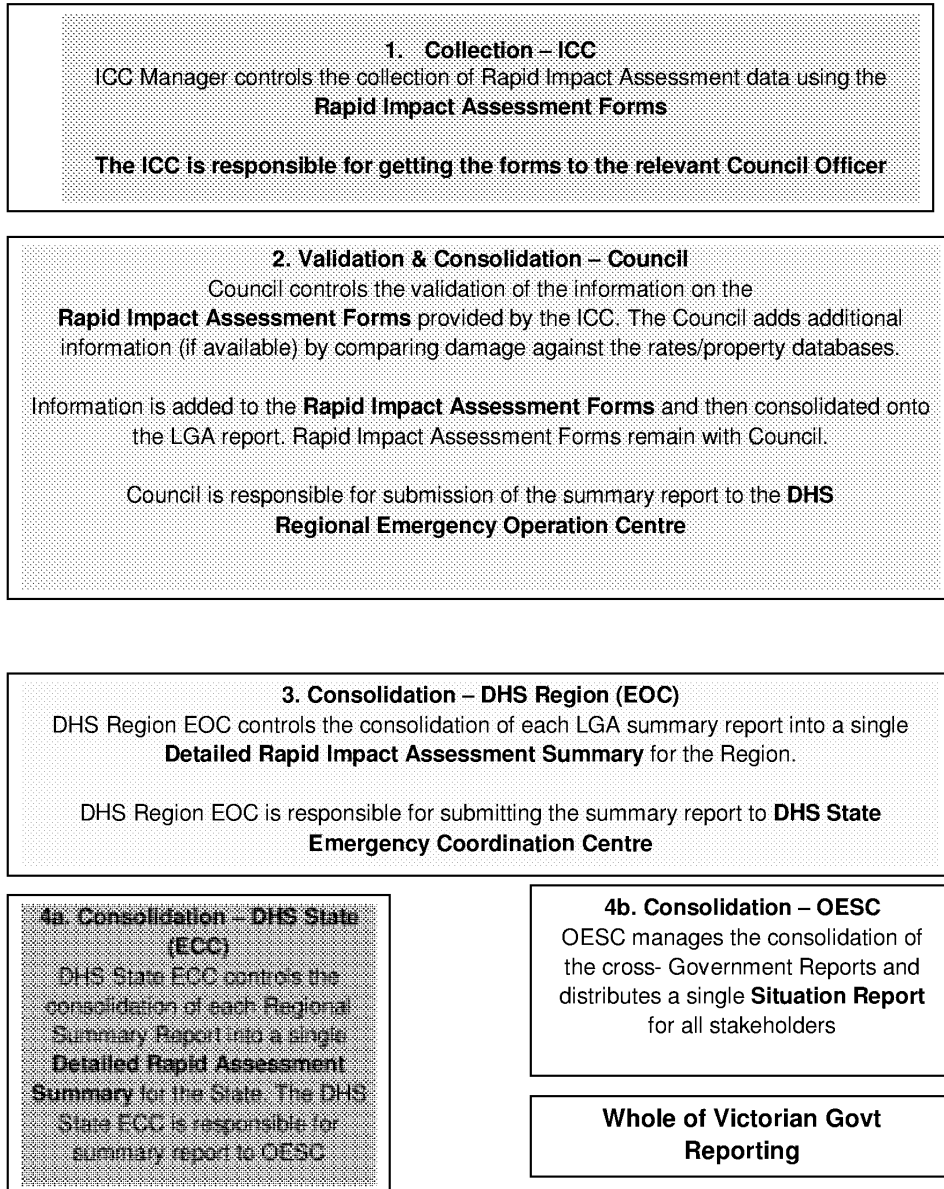 1. Collection – ICC
ICC Manager controls the collection of Rapid Impact Assessment data using the
Rapid Impact Assessment Forms
The ICC is responsible for getting the forms to the relevant Council Officer
2. Validation & Consolidation – Council
Council controls the validation of the information on the
Rapid Impact Assessment Forms provided by the ICC. The Council adds additional
information (if available) by comparing damage against the rates/property databases.
Information is added to the Rapid Impact Assessment Forms and then consolidated onto
the LGA report. Rapid Impact Assessment Forms remain with Council.
Council is responsible for submission of the summary report to the DHS
Regional Emergency Operation Centre
3. Consolidation – DHS Region (EOC)
DHS Region EOC controls the consolidation of each LGA summary report into a single
Detailed Rapid Impact Assessment Summary for the Region.
DHS Region EOC is responsible for submitting the summary report to DHS State
Emergency Coordination Centre
4a. Consolidation – DHS State
(ECC)
DHS State ECC controls the
consolidation of each Regional
Summary Report into a single
Detailed Rapid Assessment
Summary for the State. The DHS
State ECC is responsible for
summary report to OESC
4b. Consolidation – OESC
OESC manages the consolidation of
the cross- Government Reports and
distributes a single Situation Report
for all stakeholders
Whole of Victorian Govt
Reporting